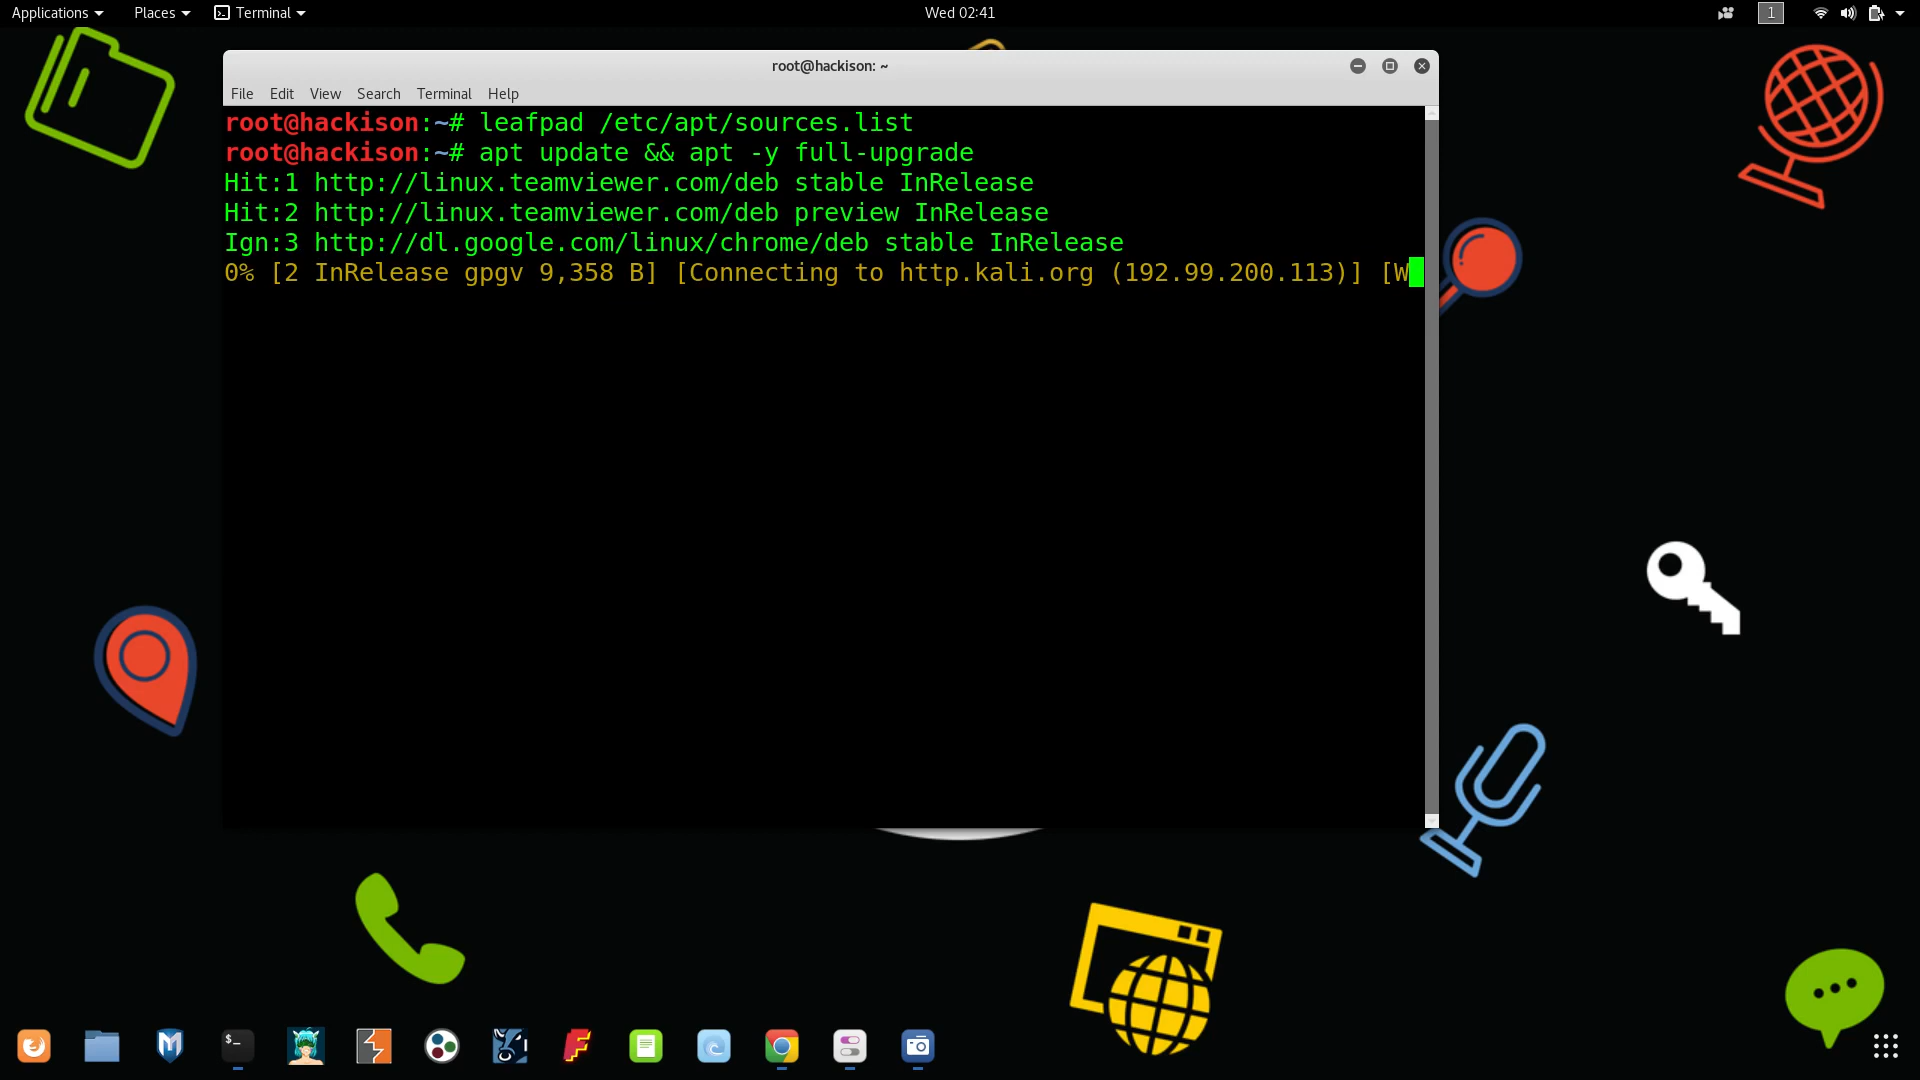 Applications Places Terminal Wed 02:41 1
root@hackison: ~
File Edit View Search Terminal Help
root@hackison:~# leafpad /etc/apt/sources.list
root@hackison:~# apt update && apt -y full-upgrade
Hit:1 http://linux.teamviewer.com/deb stable InRelease
Hit:2 http://linux.teamviewer.com/deb preview InRelease
Ign:3 http://dl.google.com/linux/chrome/deb stable InRelease
0% [2 InRelease gpgv 9,358 B] [Connecting to http.kali.org (192.99.200.113)] [W
$_